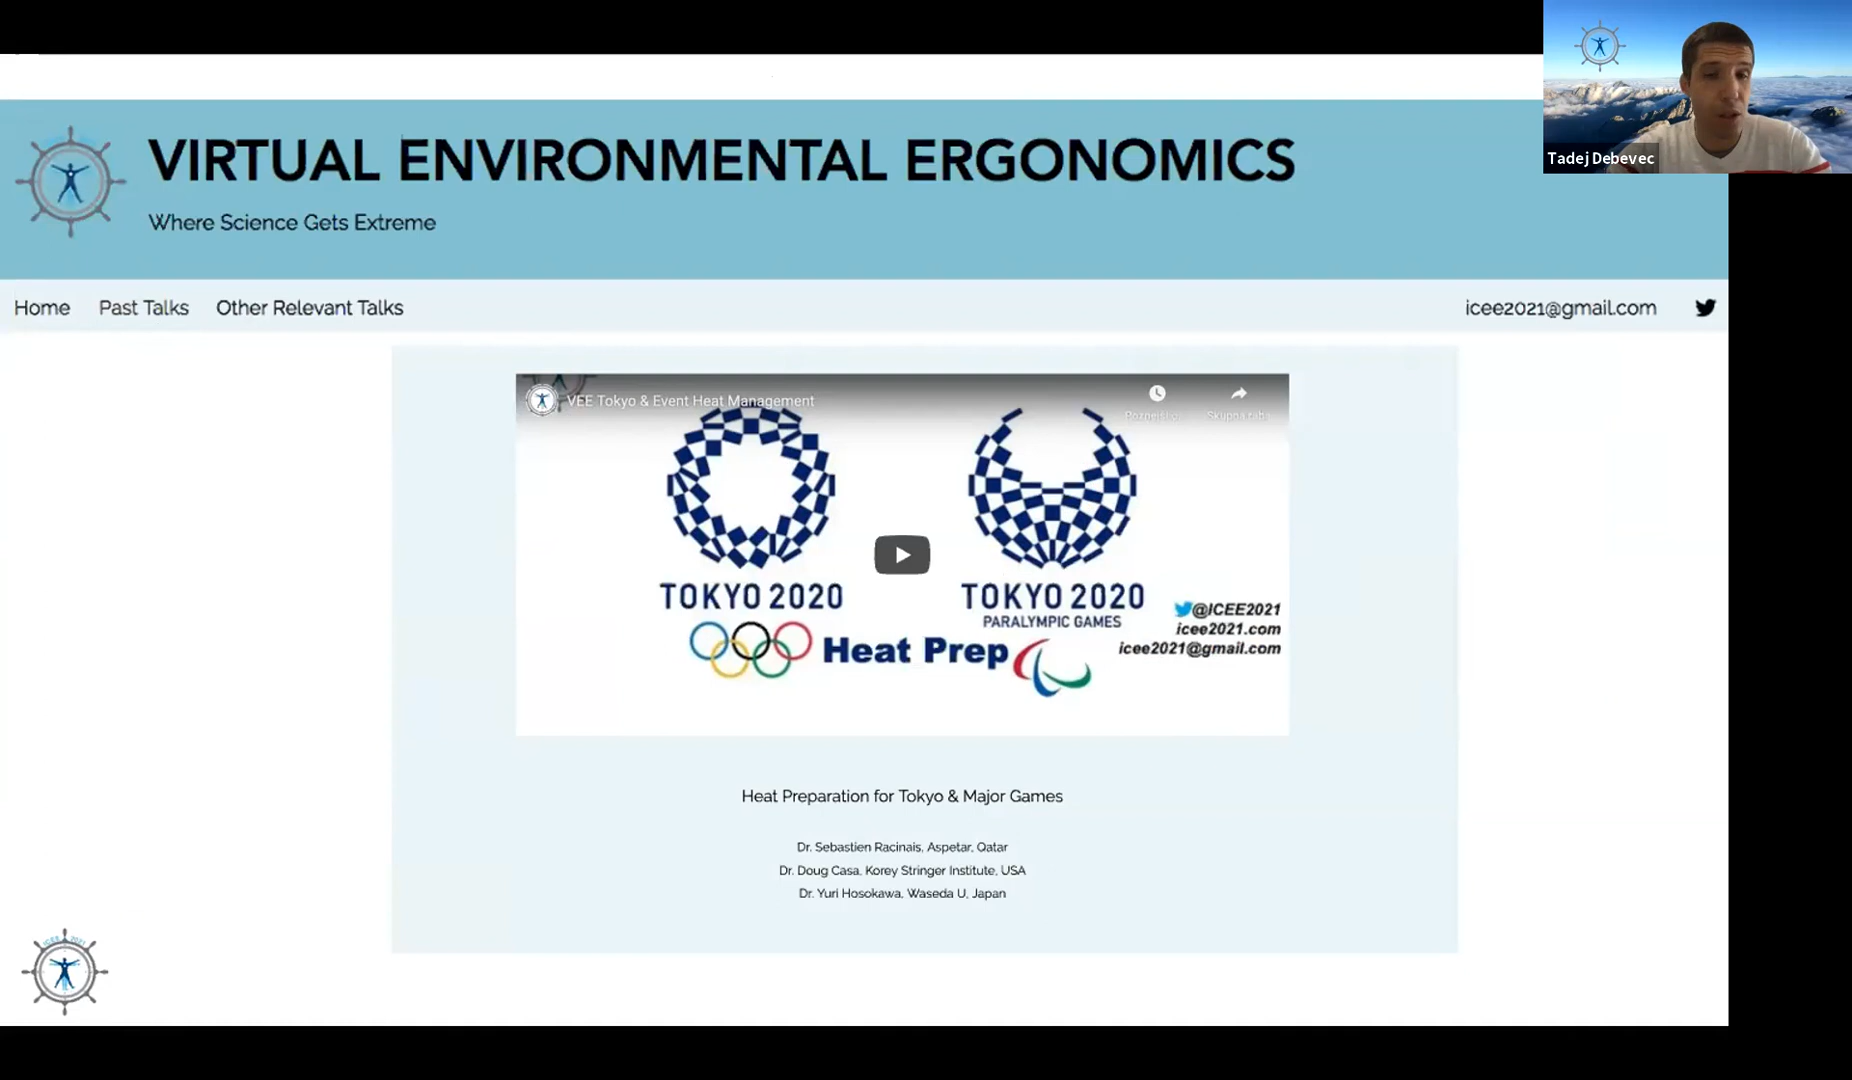 Tadej Debevec
VIRTUAL ENVIRONMENTAL ERGONOMICS
Where Science Gets Extreme
Home
Past Talks
Other Relevant Talks
icee2021@gmail.com
VEE Tokyo & Event Heat Management
TOKYO 2020
TOKYO 2020
PARALYMPIC GAMES
Heat Prep
@ICEE2021
icee2021.com
icee2021@gmail.com
Heat Preparation for Tokyo & Major Games
Dr. Sebastien Racinais, Aspetar, Qatar
Dr. Doug Casa, Korey Stringer Institute, USA
Dr. Yuri Hosokawa, Waseda U, Japan
ICEE 2021